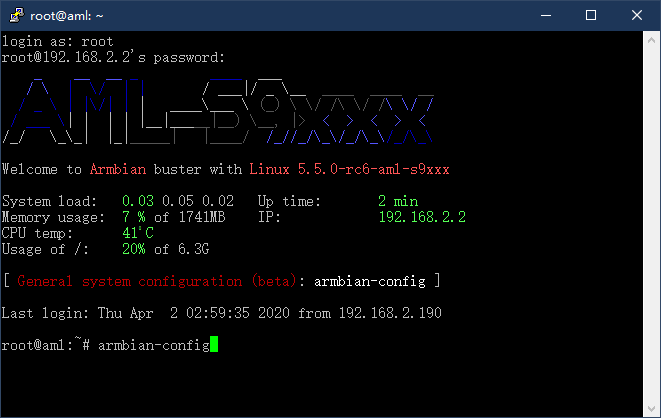 root@aml: ~
login as: root
root@192.168.2.2's password:
AML-S9xxx
Welcome to Armbian buster with Linux 5.5.0-rc6-aml-s9xxx
System load: 0.03 0.05 0.02 Up time: 2 min
Memory usage: 7 % of 1741MB IP: 192.168.2.2
CPU temp: 41°C
Usage of /: 20% of 6.3G
[ General system configuration (beta): armbian-config ]
Last login: Thu Apr 2 02:59:35 2020 from 192.168.2.190
root@aml:~# armbian-config